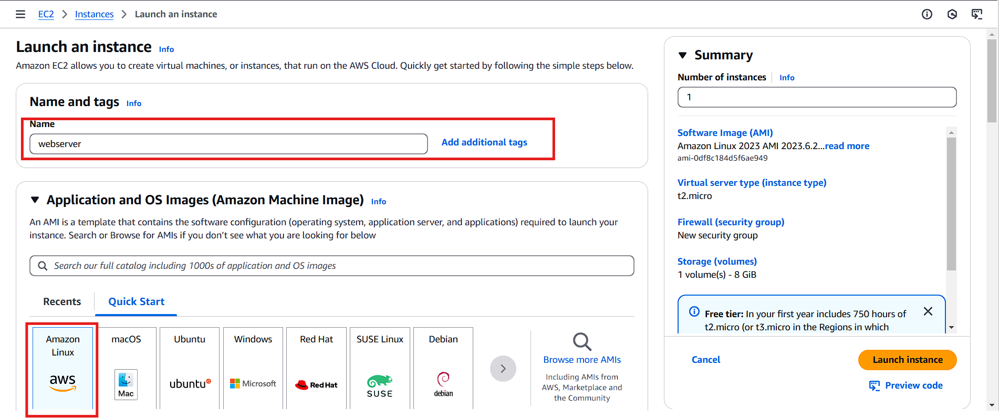 EC2 > Instances > Launch an instance
Launch an instance Info
Amazon EC2 allows you to create virtual machines, or instances, that run on the AWS Cloud. Quickly get started by following the simple steps below.
Name and tags Info
Name
webserver
Add additional tags
Application and OS Images (Amazon Machine Image) Info
An AMI is a template that contains the software configuration (operating system, application server, and applications) required to launch your
instance. Search or Browse for AMIs if you don’t see what you are looking for below
Search our full catalog including 1000s of application and OS images
Recents
Quick Start
Amazon
Linux
aws
macOS
Mac
Ubuntu
ubuntu
Windows
Microsoft
Red Hat
Red Hat
SUSE Linux
SUSE
Debian
debian
Browse more AMIs
Including AMIs from
AWS, Marketplace and
the Community
Summary
Number of instances Info
1
Software Image (AMI)
Amazon Linux 2023 AMI 2023.6.2...read more
ami-0df8c184d5f6ae949
Virtual server type (instance type)
t2.micro
Firewall (security group)
New security group
Storage (volumes)
1 volume(s) - 8 GiB
Free tier: In your first year includes 750 hours of
t2.micro (or t3.micro in the Regions in which
Cancel
Launch instance
Preview code